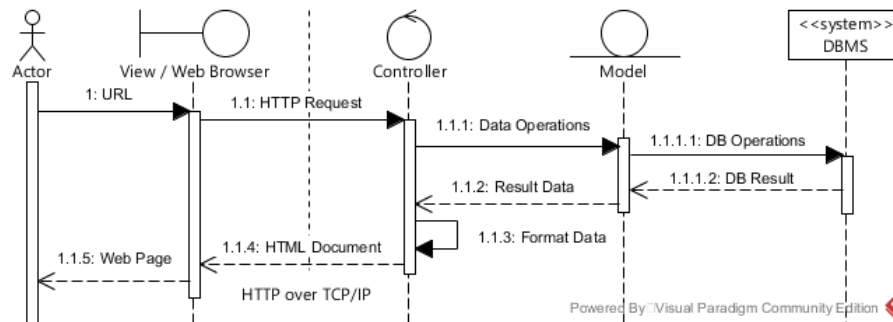 <<system>>
DBMS
Actor
View / Web Browser
Controller
Model
1: URL
1.1: HTTP Request
1.1.1: Data Operations
1.1.1.1: DB Operations
1.1.1.2: DB Result
1.1.2: Result Data
1.1.3: Format Data
1.1.4: HTML Document
1.1.5: Web Page
HTTP over TCP/IP
Powered By Visual Paradigm Community Edition